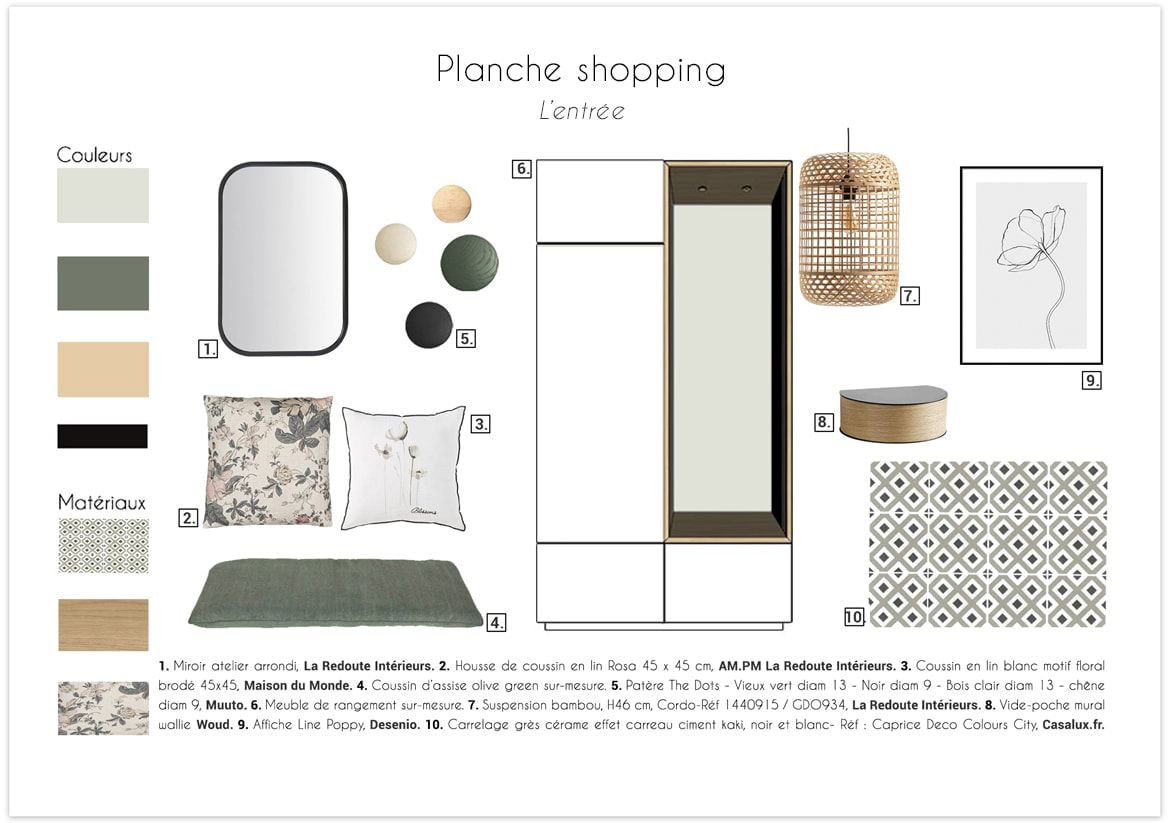 Planche shopping
L'entrée
Couleurs
Matériaux
1.
2.
3.
4.
5.
6.
7.
8.
9.
10.
Blossoms
1. Miroir atelier arrondi, La Redoute Intérieurs. 2. Housse de coussin en lin Rosa 45 x 45 cm, AM.PM La Redoute Intérieurs. 3. Coussin en lin blanc motif floral
brodé 45x45, Maison du Monde. 4. Coussin d'assise olive green sur-mesure. 5. Patère The Dots - Vieux vert diam 13 - Noir diam 9 - Bois clair diam 13 - chêne
diam 9, Muuto. 6. Meuble de rangement sur-mesure. 7. Suspension bambou, H46 cm, Cordo-Réf 1440915 / GDO934, La Redoute Intérieurs. 8. Vide-poche mural
wallie Woud. 9. Affiche Line Poppy, Desenio. 10. Carrelage grès cérame effet carreau ciment kaki, noir et blanc- Réf : Caprice Deco Colours City, Casalux.fr.